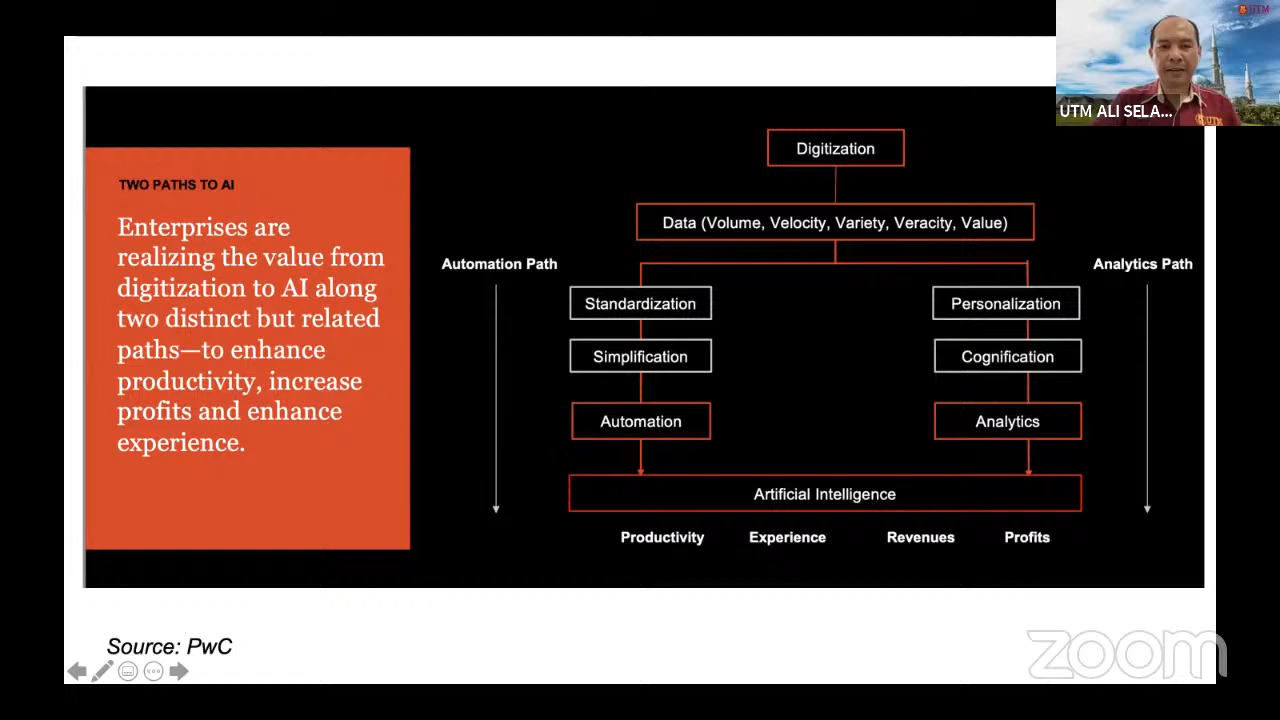 UTM
UTM ALI SELA...
UTM
TWO PATHS TO AI
Enterprises are
realizing the value from
digitization to AI along
two distinct but related
paths—to enhance
productivity, increase
profits and enhance
experience.
Digitization
Data (Volume, Velocity, Variety, Veracity, Value)
Automation Path
Analytics Path
Standardization
Personalization
Simplification
Cognification
Automation
Analytics
Artificial Intelligence
Productivity
Experience
Revenues
Profits
Source: PwC
zoom